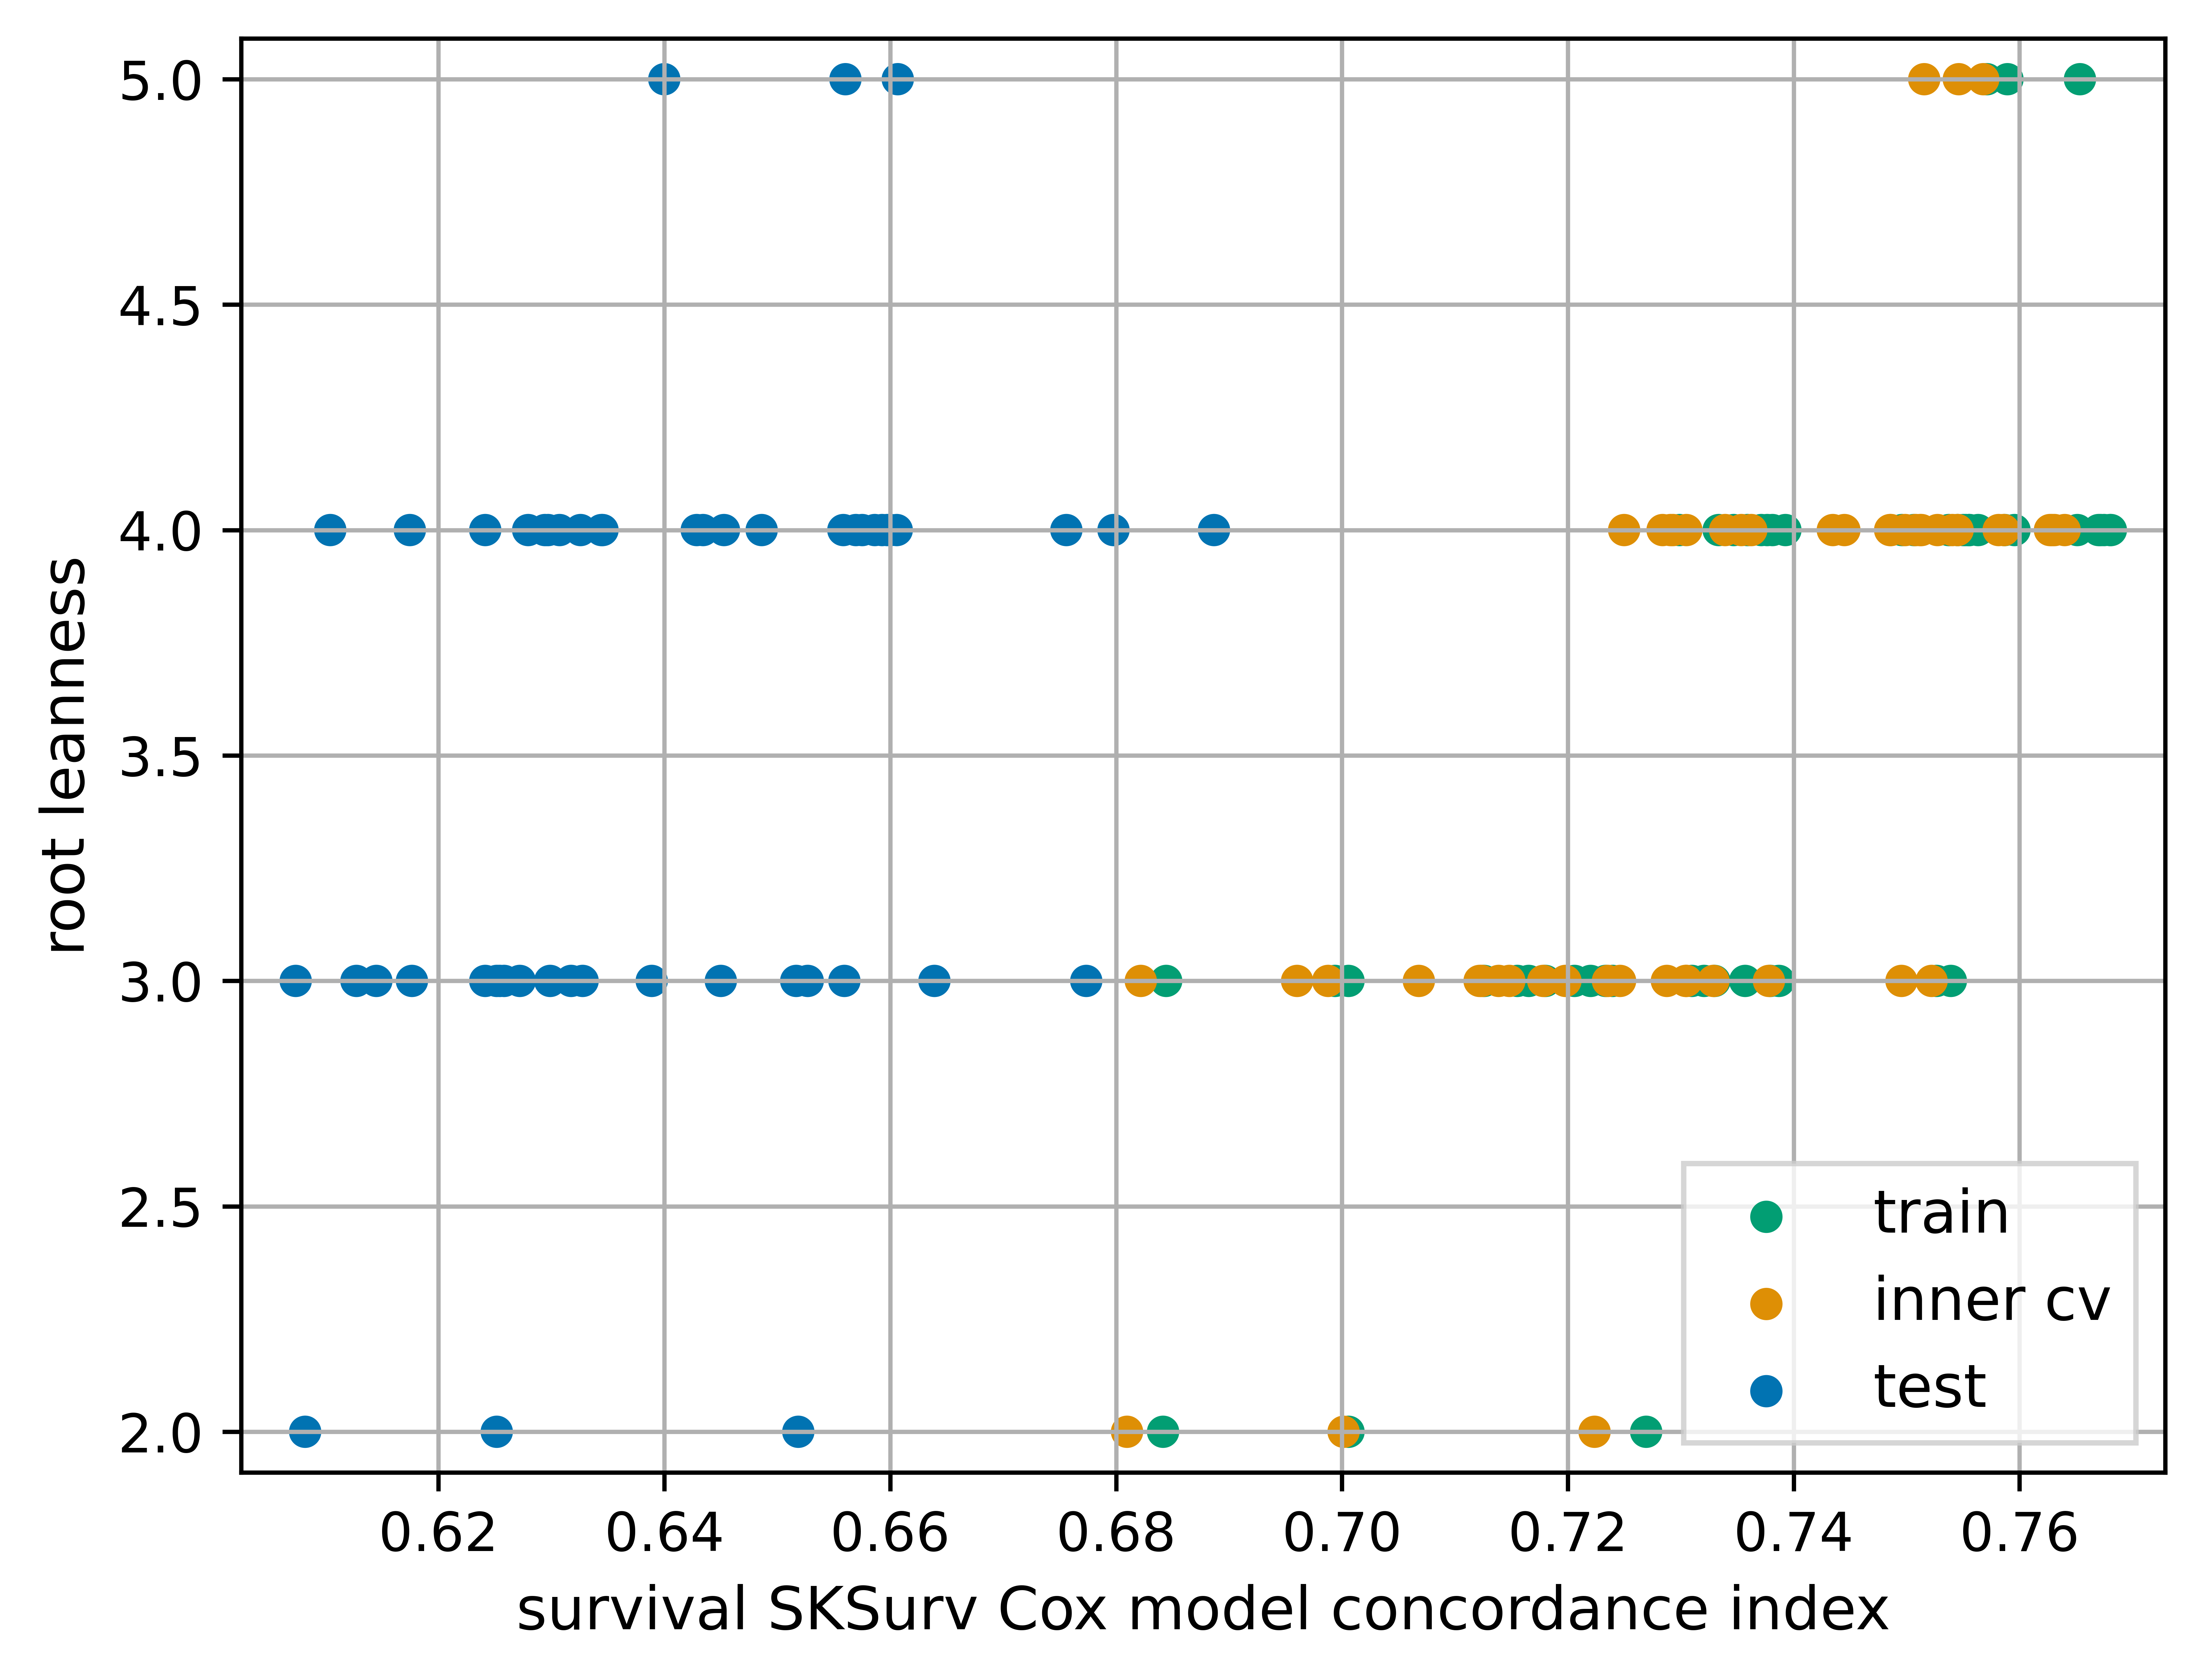 5.0
4.5
4.0
3.5
3.0
2.5
2.0
root leanness
train
inner cv
test
0.62 0.64 0.66 0.68 0.70 0.72 0.74 0.76
survival SKSurv Cox model concordance index